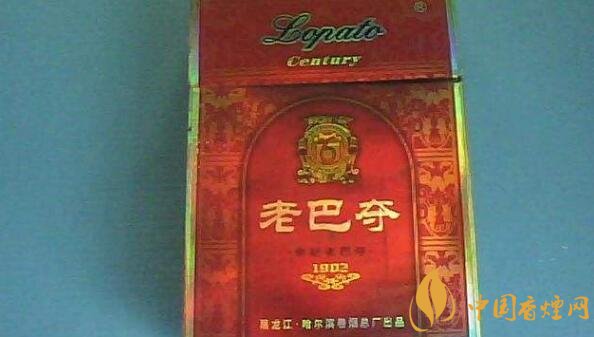 Lopato®
Century
老巴夺
1902
黑龙江·哈尔滨卷烟总厂出品
中国香烟网